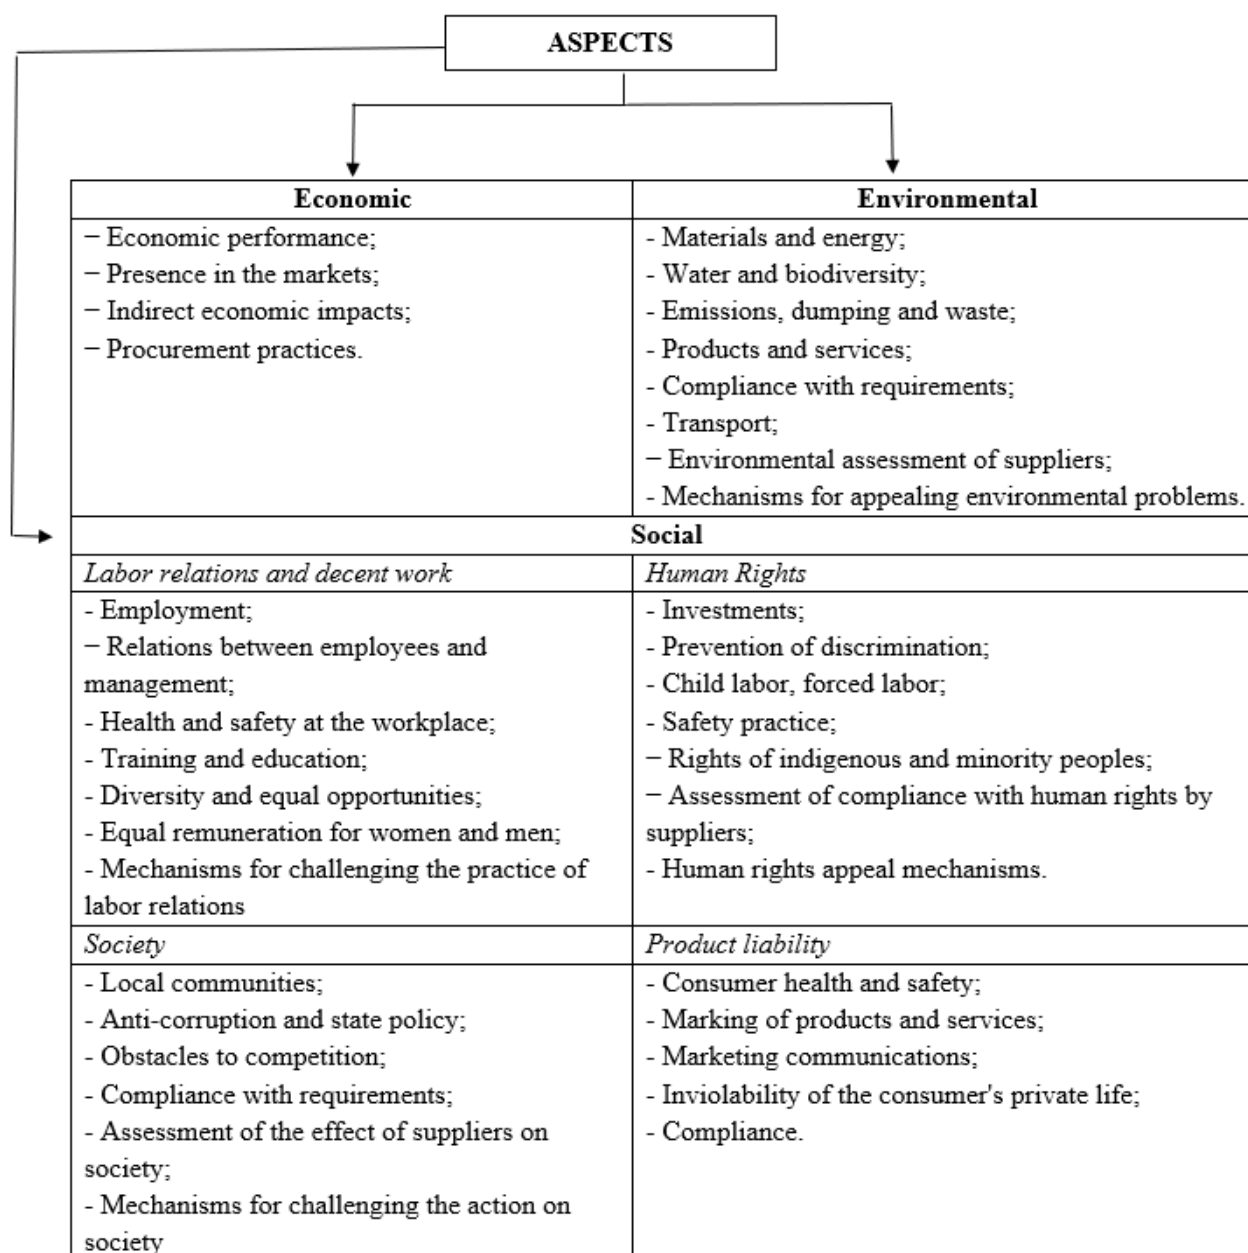 ASPECTS
Economic
− Economic performance;
− Presence in the markets;
− Indirect economic impacts;
− Procurement practices.
Environmental
- Materials and energy;
- Water and biodiversity;
- Emissions, dumping and waste;
- Products and services;
- Compliance with requirements;
- Transport;
− Environmental assessment of suppliers;
- Mechanisms for appealing environmental problems.
Social
Labor relations and decent work
- Employment;
− Relations between employees and
management;
- Health and safety at the workplace;
- Training and education;
- Diversity and equal opportunities;
- Equal remuneration for women and men;
- Mechanisms for challenging the practice of
labor relations
Human Rights
- Investments;
- Prevention of discrimination;
- Child labor, forced labor;
- Safety practice;
− Rights of indigenous and minority peoples;
− Assessment of compliance with human rights by
suppliers;
- Human rights appeal mechanisms.
Society
- Local communities;
- Anti-corruption and state policy;
- Obstacles to competition;
- Compliance with requirements;
- Assessment of the effect of suppliers on
society;
- Mechanisms for challenging the action on
society
Product liability
- Consumer health and safety;
- Marking of products and services;
- Marketing communications;
- Inviolability of the consumer's private life;
- Compliance.